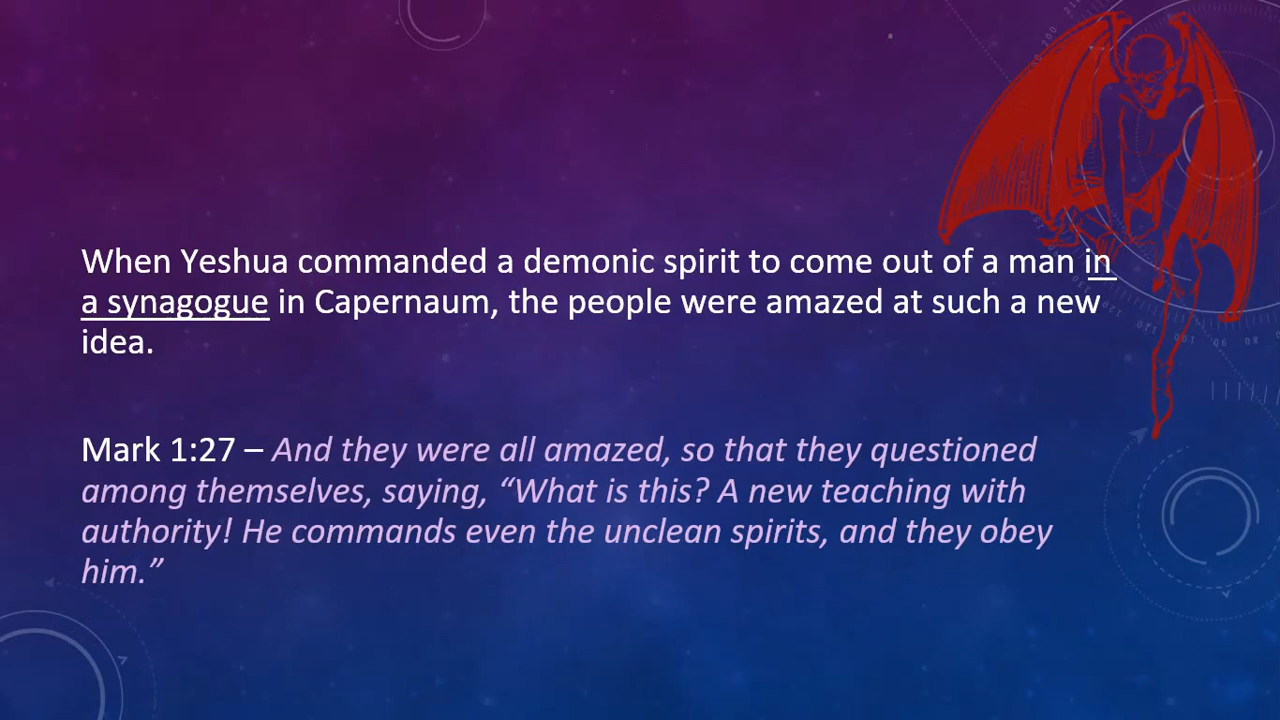 When Yeshua commanded a demonic spirit to come out of a man in
a synagogue in Capernaum, the people were amazed at such a new
idea.
Mark 1:27 – And they were all amazed, so that they questioned
among themselves, saying, “What is this? A new teaching with
authority! He commands even the unclean spirits, and they obey
him.”